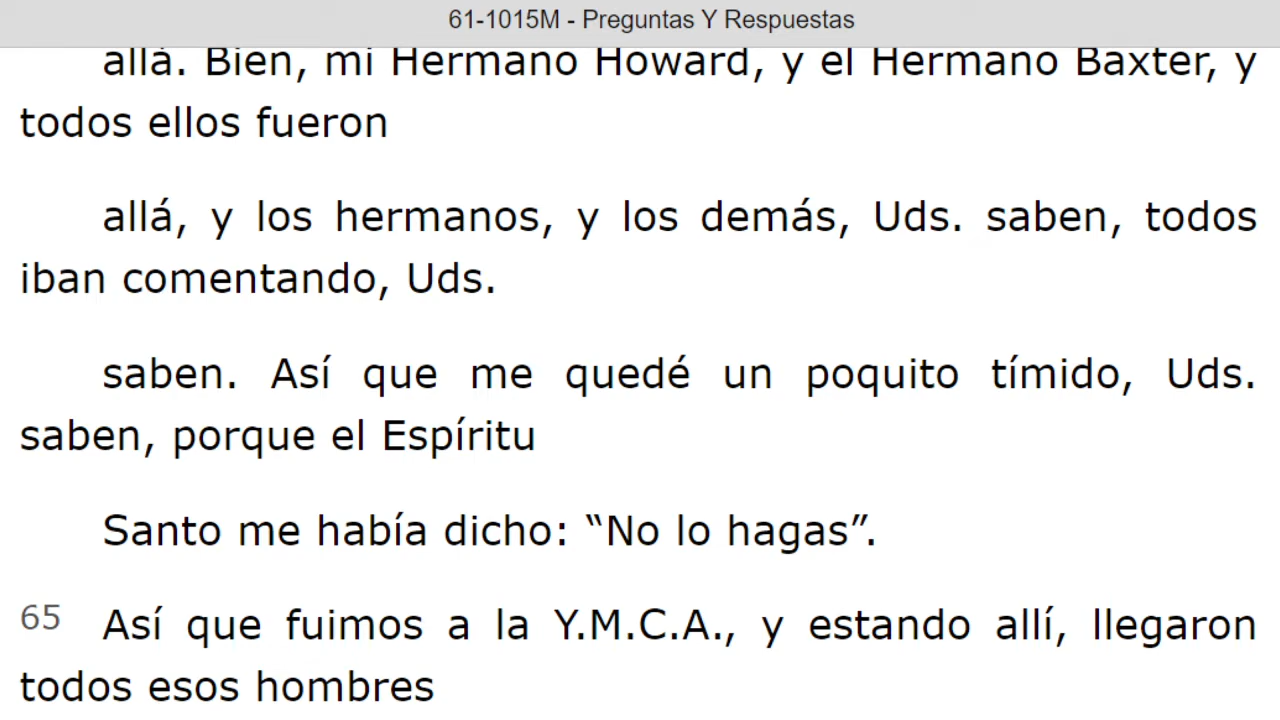 61-1015M - Preguntas Y Respuestas
allá. Bien, mi Hermano Howard, y el Hermano Baxter, y
todos ellos fueron
allá, y los hermanos, y los demás, Uds. saben, todos
iban comentando, Uds.
saben. Así que me quedé un poquito tímido, Uds.
saben, porque el Espíritu
Santo me había dicho: “No lo hagas”.
65 Así que fuimos a la Y.M.C.A., y estando allí, llegaron
todos esos hombres